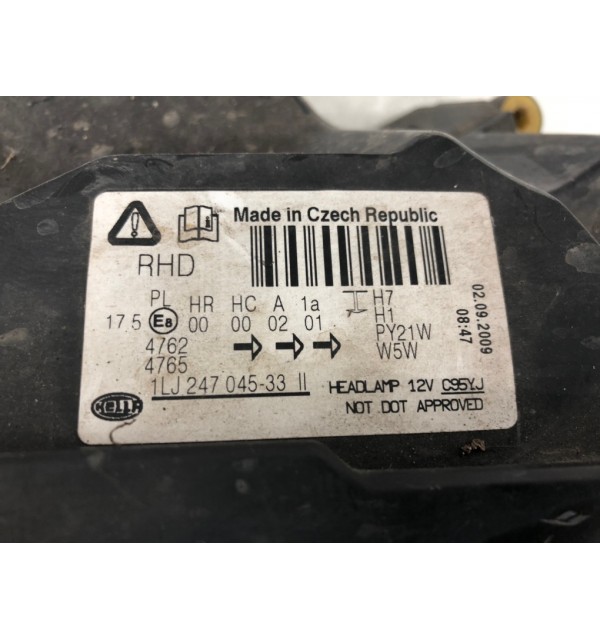 Made in Czech Republic
RHD
PL HR HC A 1a H7
17.5 E8 00 00 02 01 H1
PY21W
4762 W5W
4765
1LJ 247 045-33 II
HELLA
HEADLAMP 12V C95YJ
NOT DOT APPROVED
02.09.2009
08:47